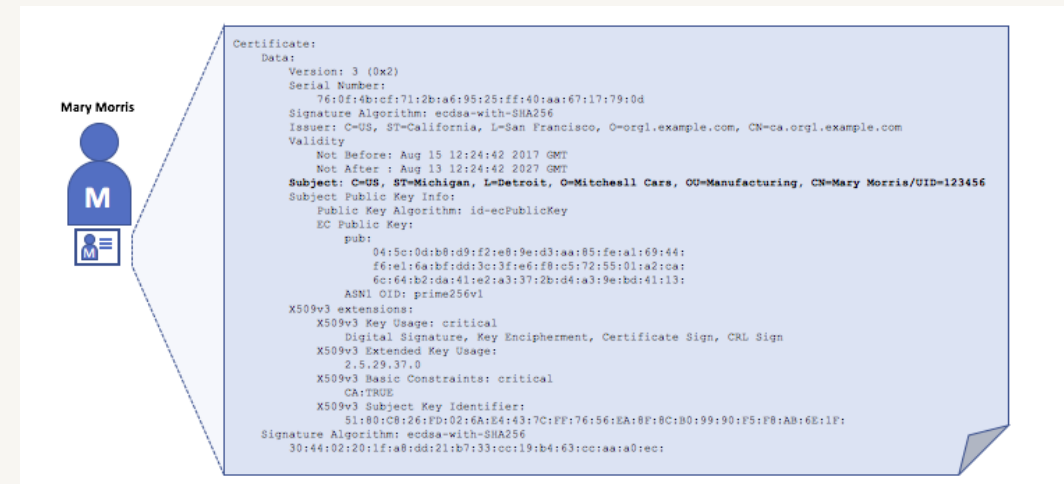 Mary Morris
M
M
Certificate:
Data:
Version: 3 (0x2)
Serial Number:
76:0f:4b:cf:71:2b:a6:95:25:ff:40:aa:67:17:79:0d
Signature Algorithm: ecdsa-with-SHA256
Issuer: C=US, ST=California, L=San Francisco, O=org1.example.com, CN=ca.org1.example.com
Validity
Not Before: Aug 15 12:24:42 2017 GMT
Not After : Aug 13 12:24:42 2027 GMT
Subject: C=US, ST=Michigan, L=Detroit, O=Mitchesll Cars, OU=Manufacturing, CN=Mary Morris/UID=123456
Subject Public Key Info:
Public Key Algorithm: id-ecPublicKey
EC Public Key:
pub:
04:5c:0d:b8:d9:f2:e8:9e:d3:aa:85:fe:a1:69:44:
f6:e1:6a:bf:dd:3c:3f:e6:f8:c5:72:55:01:a2:ca:
6c:64:b2:da:41:e2:a3:37:2b:d4:a3:9e:bd:41:13:
ASN1 OID: prime256v1
X509v3 extensions:
X509v3 Key Usage: critical
Digital Signature, Key Encipherment, Certificate Sign, CRL Sign
X509v3 Extended Key Usage:
2.5.29.37.0
X509v3 Basic Constraints: critical
CA:TRUE
X509v3 Subject Key Identifier:
51:80:C8:26:FD:02:6A:E4:43:7C:FF:76:56:EA:8F:8C:B0:99:90:F5:F8:AB:6E:1F:
Signature Algorithm: ecdsa-with-SHA256
30:44:02:20:1f:a8:dd:21:b7:33:cc:19:b4:63:cc:aa:a0:ec: